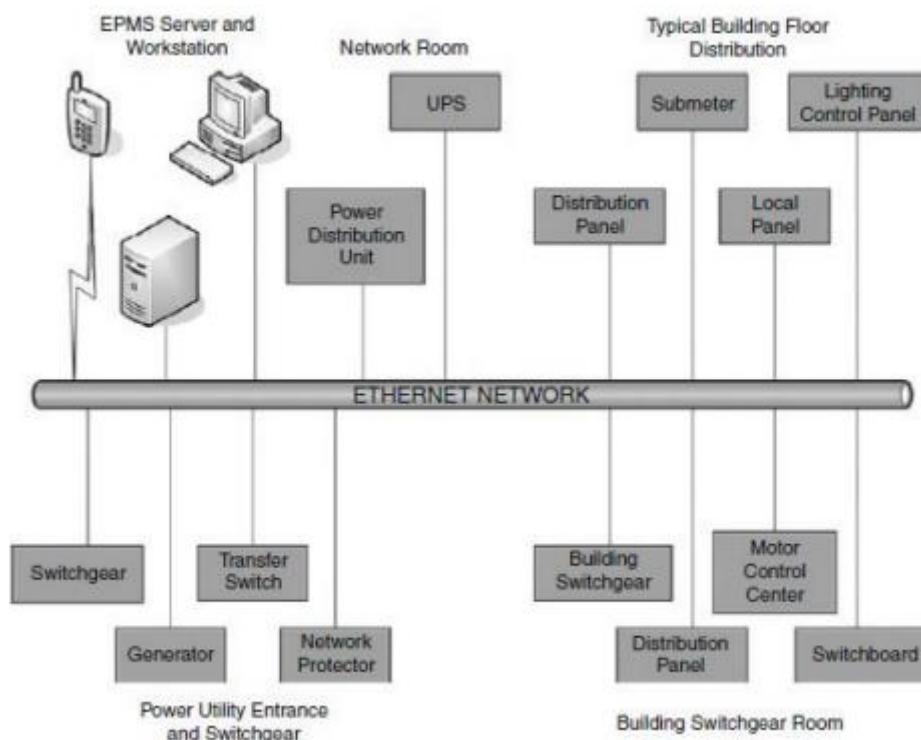 EPMS Server and
Workstation
Network Room
Typical Building Floor
Distribution
UPS
Submeter
Lighting
Control Panel
Power
Distribution
Unit
Distribution
Panel
Local
Panel
ETHERNET NETWORK
Switchgear
Transfer
Switch
Building
Switchgear
Motor
Control
Center
Generator
Network
Protector
Distribution
Panel
Switchboard
Power Utility Entrance
and Switchgear
Building Switchgear Room